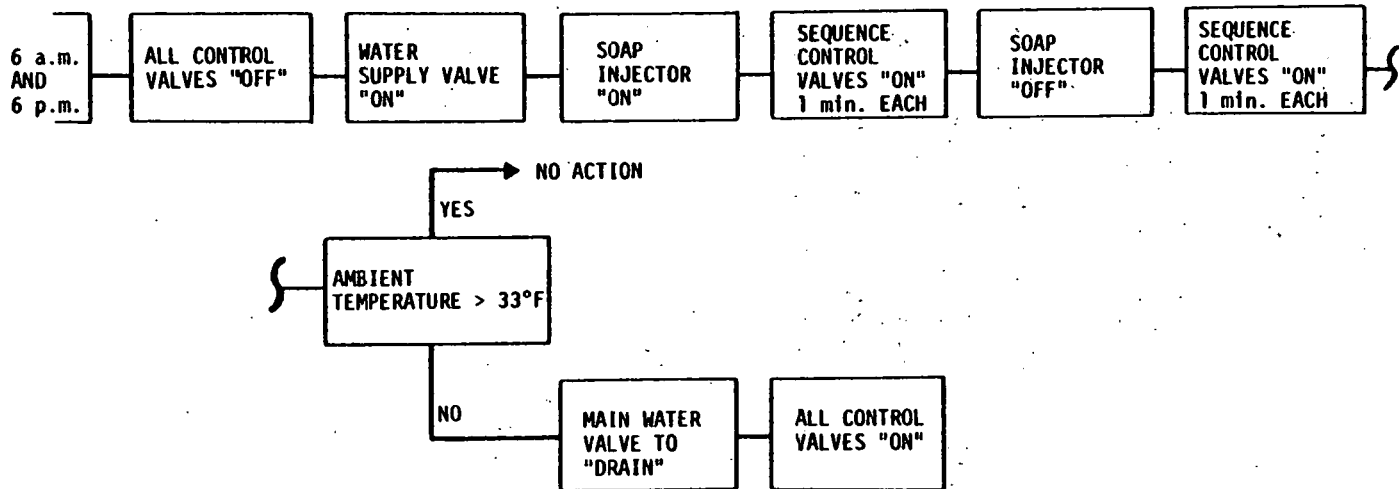 6 a.m.
AND
6 p.m.
ALL CONTROL
VALVES "OFF"
WATER
SUPPLY VALVE
"ON"
SOAP
INJECTOR
"ON"
SEQUENCE
CONTROL
VALVES "ON"
1 min. EACH
SOAP
INJECTOR
"OFF"
SEQUENCE
CONTROL
VALVES "ON"
1 min. EACH
NO ACTION
YES
AMBIENT
TEMPERATURE > 33°F
NO
MAIN WATER
VALVE TO
"DRAIN"
ALL CONTROL
VALVES "ON"